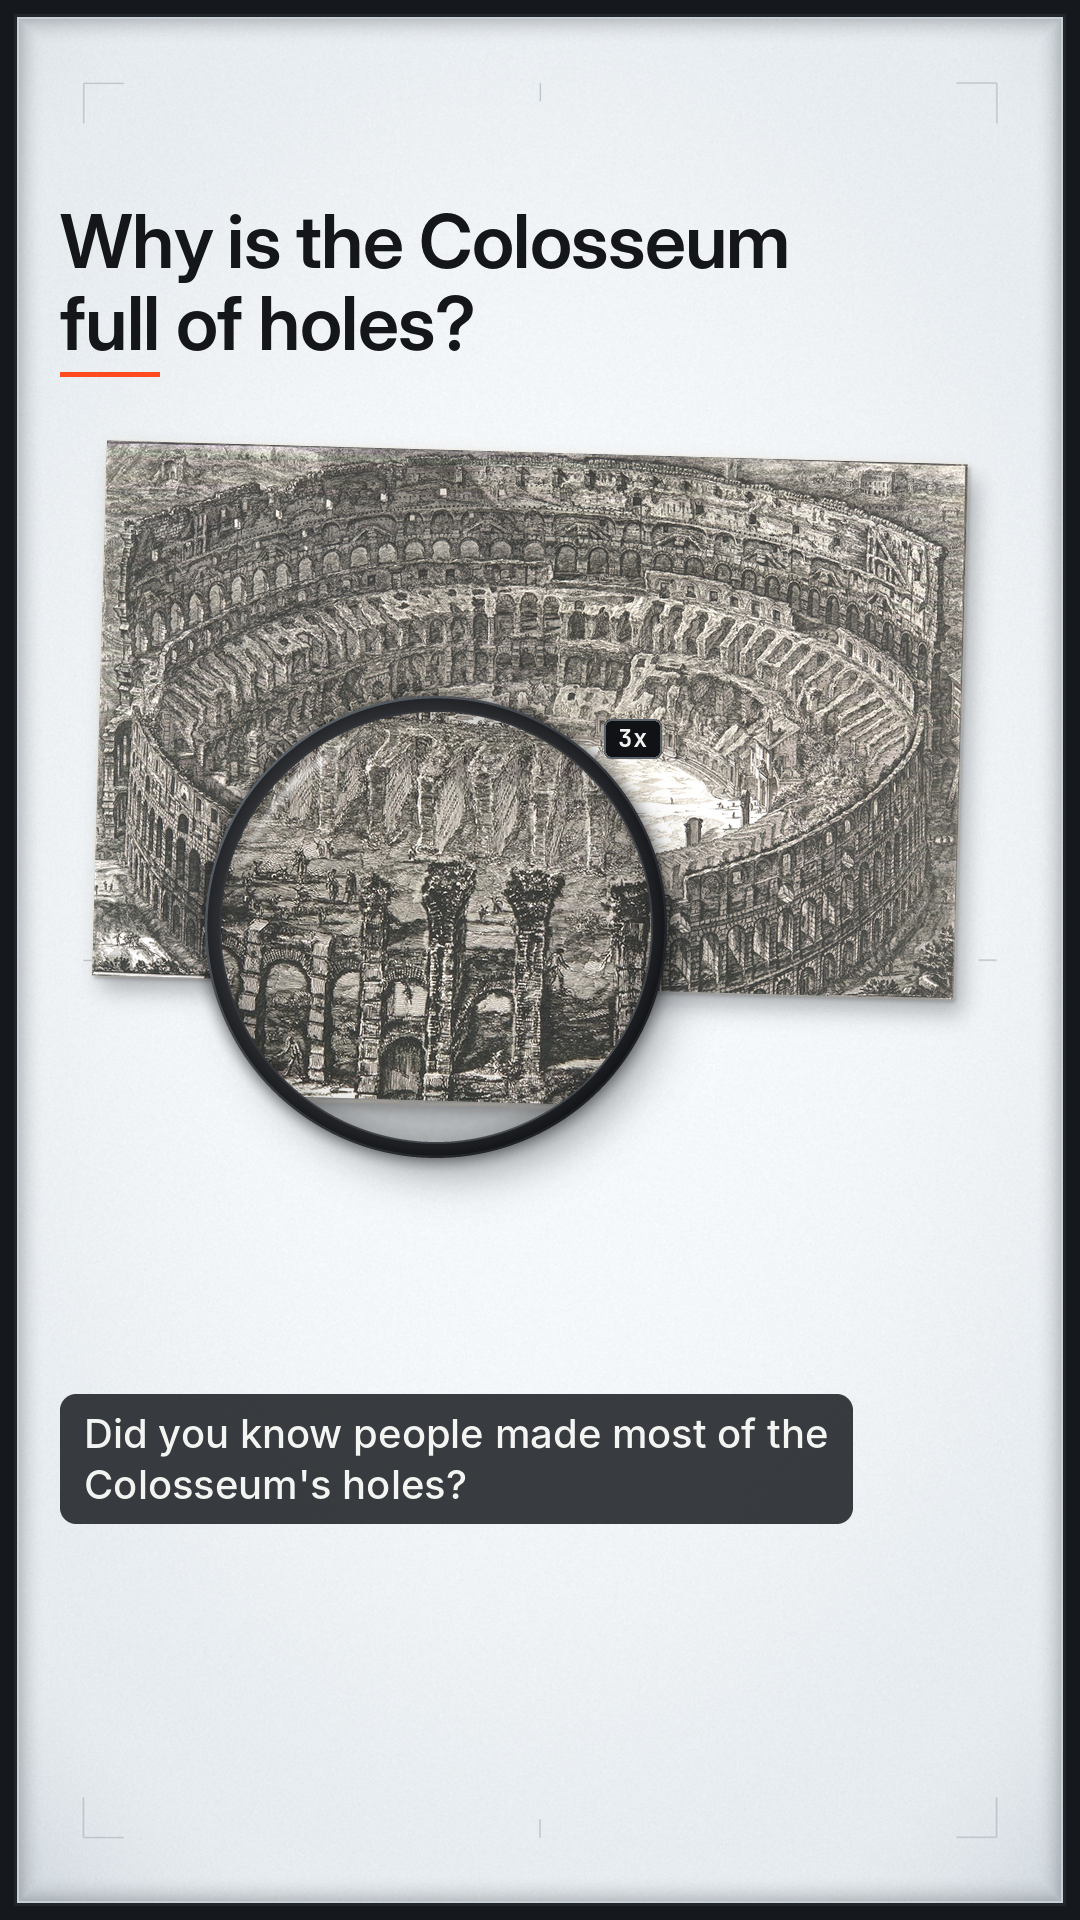 Why is the Colosseum
full of holes?
3x
Did you know people made most of the
Colosseum's holes?